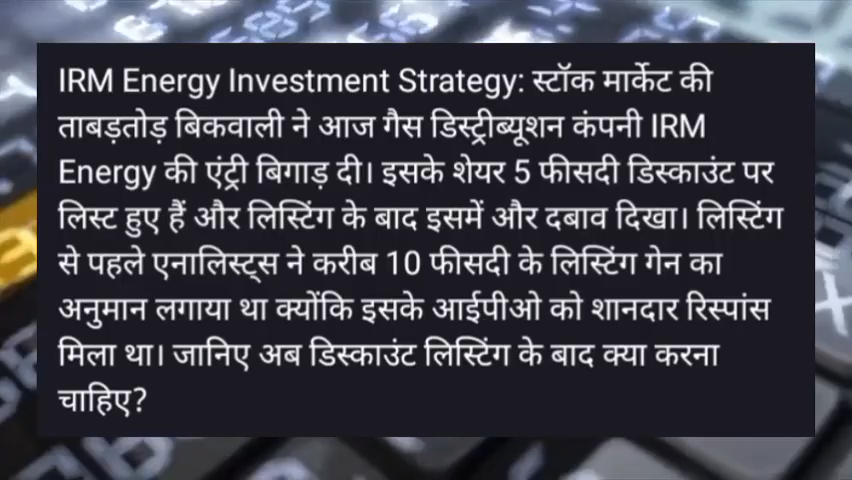 IRM Energy Investment Strategy: स्टॉक मार्केट की
ताबड़तोड़ बिकवाली ने आज गैस डिस्ट्रीब्यूशन कंपनी IRM
Energy की एंट्री बिगाड़ दी। इसके शेयर 5 फीसदी डिस्काउंट पर
लिस्ट हुए हैं और लिस्टिंग के बाद इसमें और दबाव दिखा। लिस्टिंग
से पहले एनालिस्ट्स ने करीब 10 फीसदी के लिस्टिंग गेन का
अनुमान लगाया था क्योंकि इसके आईपीओ को शानदार रिस्पांस
मिला था। जानिए अब डिस्काउंट लिस्टिंग के बाद क्या करना
चाहिए?